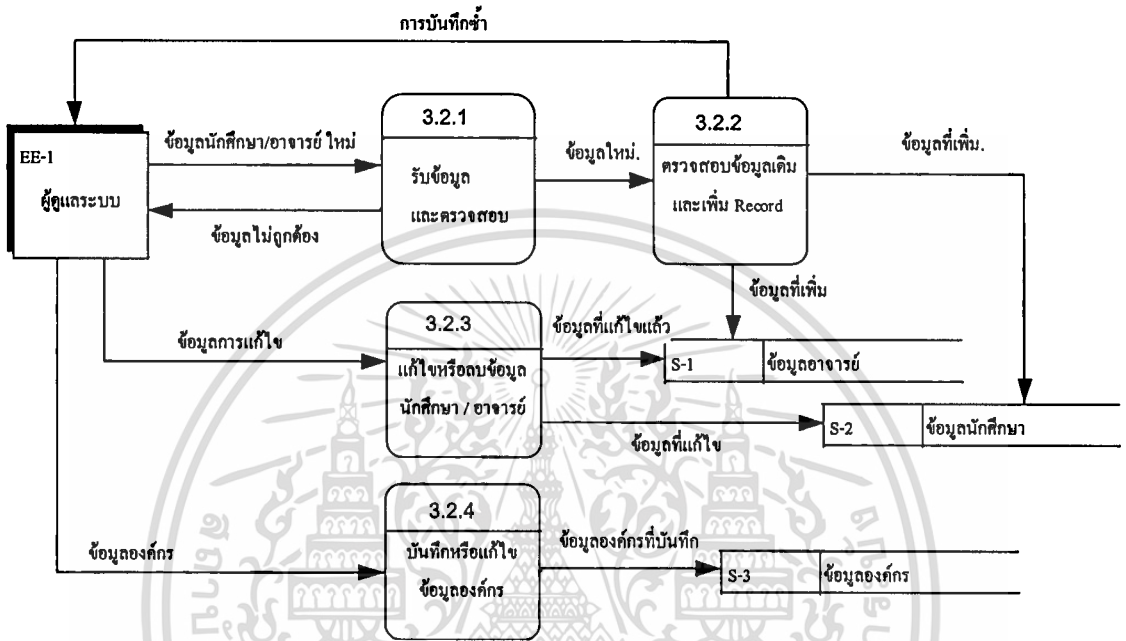 การบันทึกซ้ำ
EE-1
ผู้ดูแลระบบ
ข้อมูลนักศึกษา/อาจารย์ ใหม่
ข้อมูลไม่ถูกต้อง
3.2.1
รับข้อมูล
และตรวจสอบ
ข้อมูลใหม่.
3.2.2
ตรวจสอบข้อมูลเดิม
และเพิ่ม Record
ข้อมูลที่เพิ่ม.
ข้อมูลที่เพิ่ม
ข้อมูลการแก้ไข
3.2.3
แก้ไขหรือลบข้อมูล
นักศึกษา / อาจารย์
ข้อมูลที่แก้ไขแล้ว
S-1 ข้อมูลอาจารย์
ข้อมูลที่แก้ไข
S-2 ข้อมูลนักศึกษา
ข้อมูลองค์กร
3.2.4
บันทึกหรือแก้ไข
ข้อมูลองค์กร
ข้อมูลองค์กรที่บันทึก
S-3 ข้อมูลองค์กร